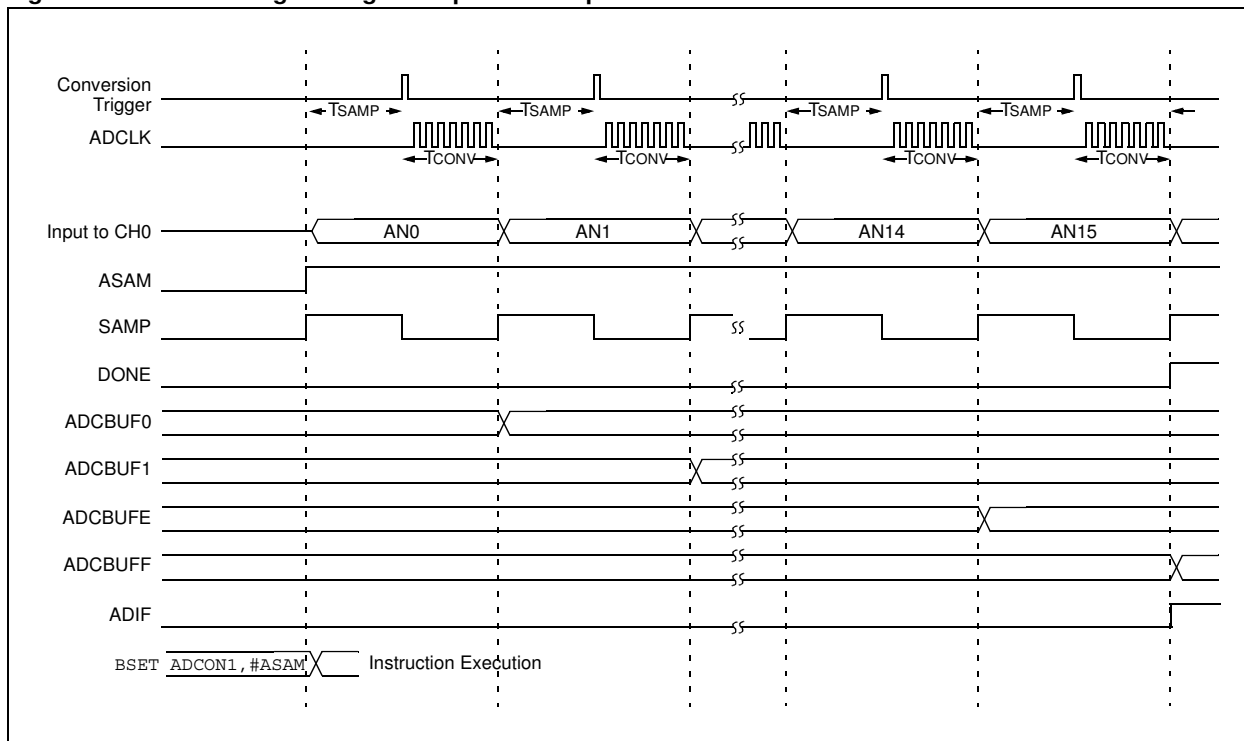 Conversion
Trigger
TSAMP TSAMP TSAMP TSAMP
ADCLK
TCONV TCONV TCONV TCONV
Input to CH0 AN0 AN1 AN14 AN15
ASAM
SAMP
DONE
ADCBUF0
ADCBUF1
ADCBUFE
ADCBUFF
ADIF
BSET ADCON1,#ASAM Instruction Execution